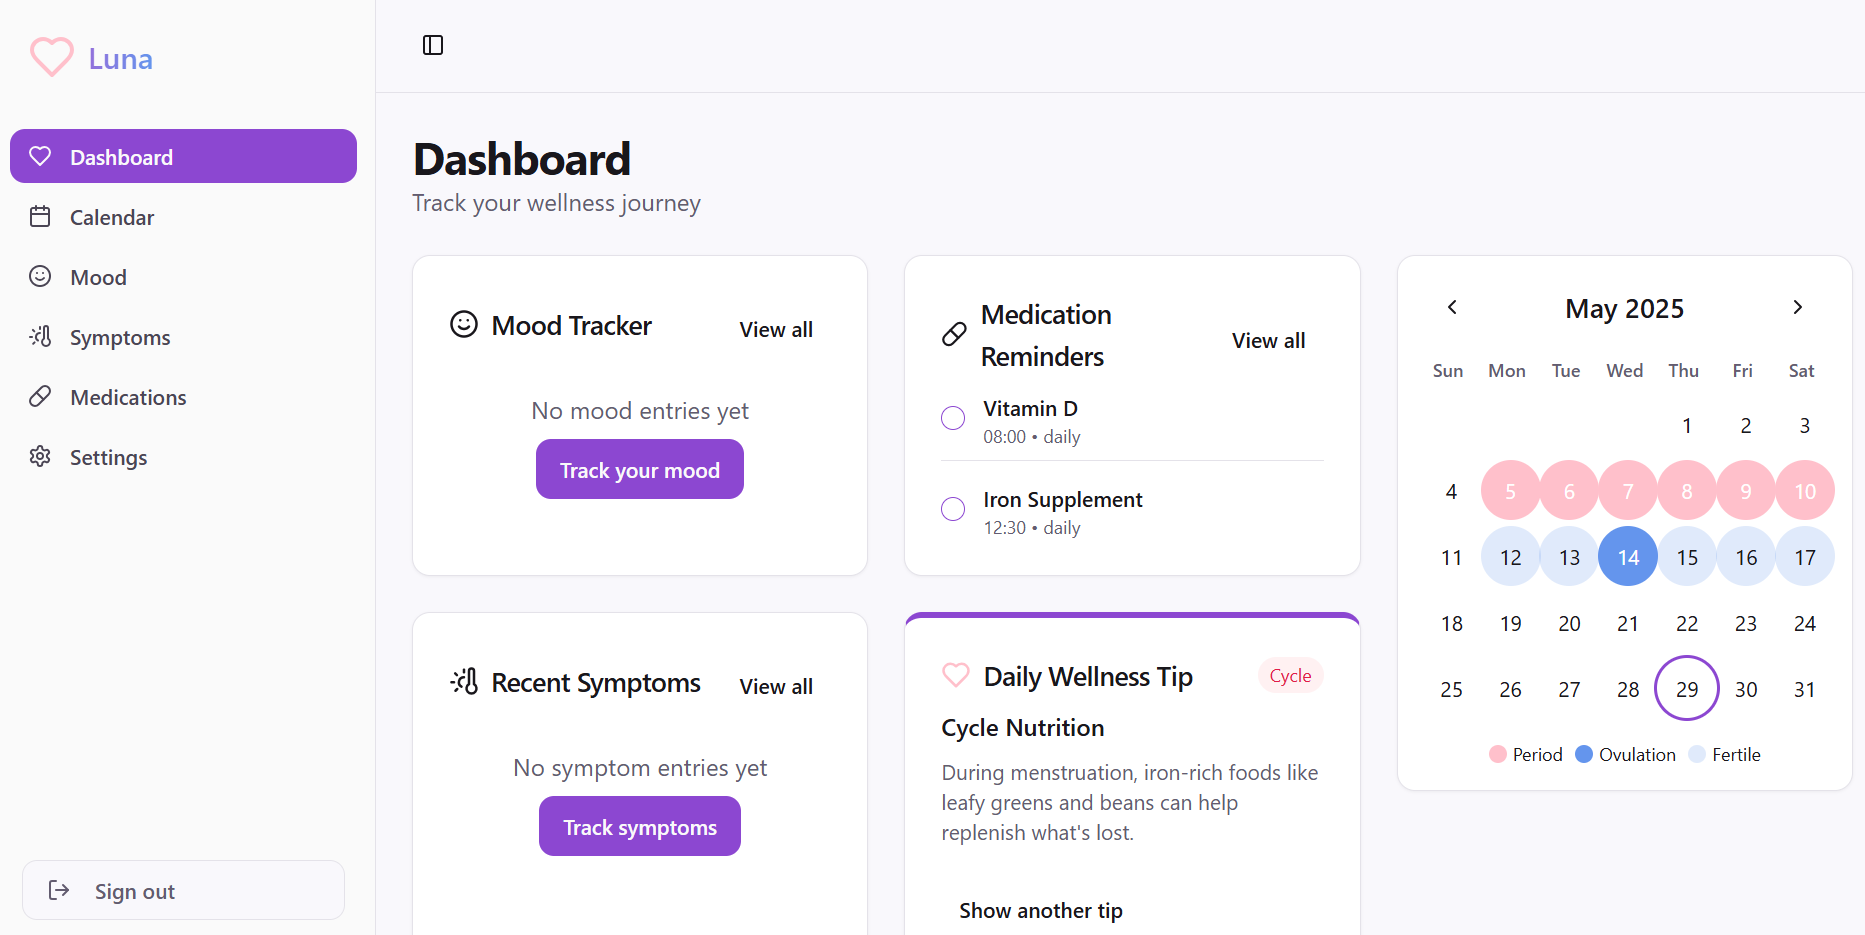 Luna
Dashboard
Calendar
Mood
Symptoms
Medications
Settings
Sign out
Dashboard
Track your wellness journey
Mood Tracker
View all
No mood entries yet
Track your mood
Medication
Reminders
View all
Vitamin D
08:00 • daily
Iron Supplement
12:30 • daily
Recent Symptoms
View all
No symptom entries yet
Track symptoms
Daily Wellness Tip
Cycle
Cycle Nutrition
During menstruation, iron-rich foods like
leafy greens and beans can help
replenish what's lost.
Show another tip
May 2025
Sun Mon Tue Wed Thu Fri Sat
1 2 3
4 5 6 7 8 9 10
11 12 13 14 15 16 17
18 19 20 21 22 23 24
25 26 27 28 29 30 31
Period Ovulation Fertile